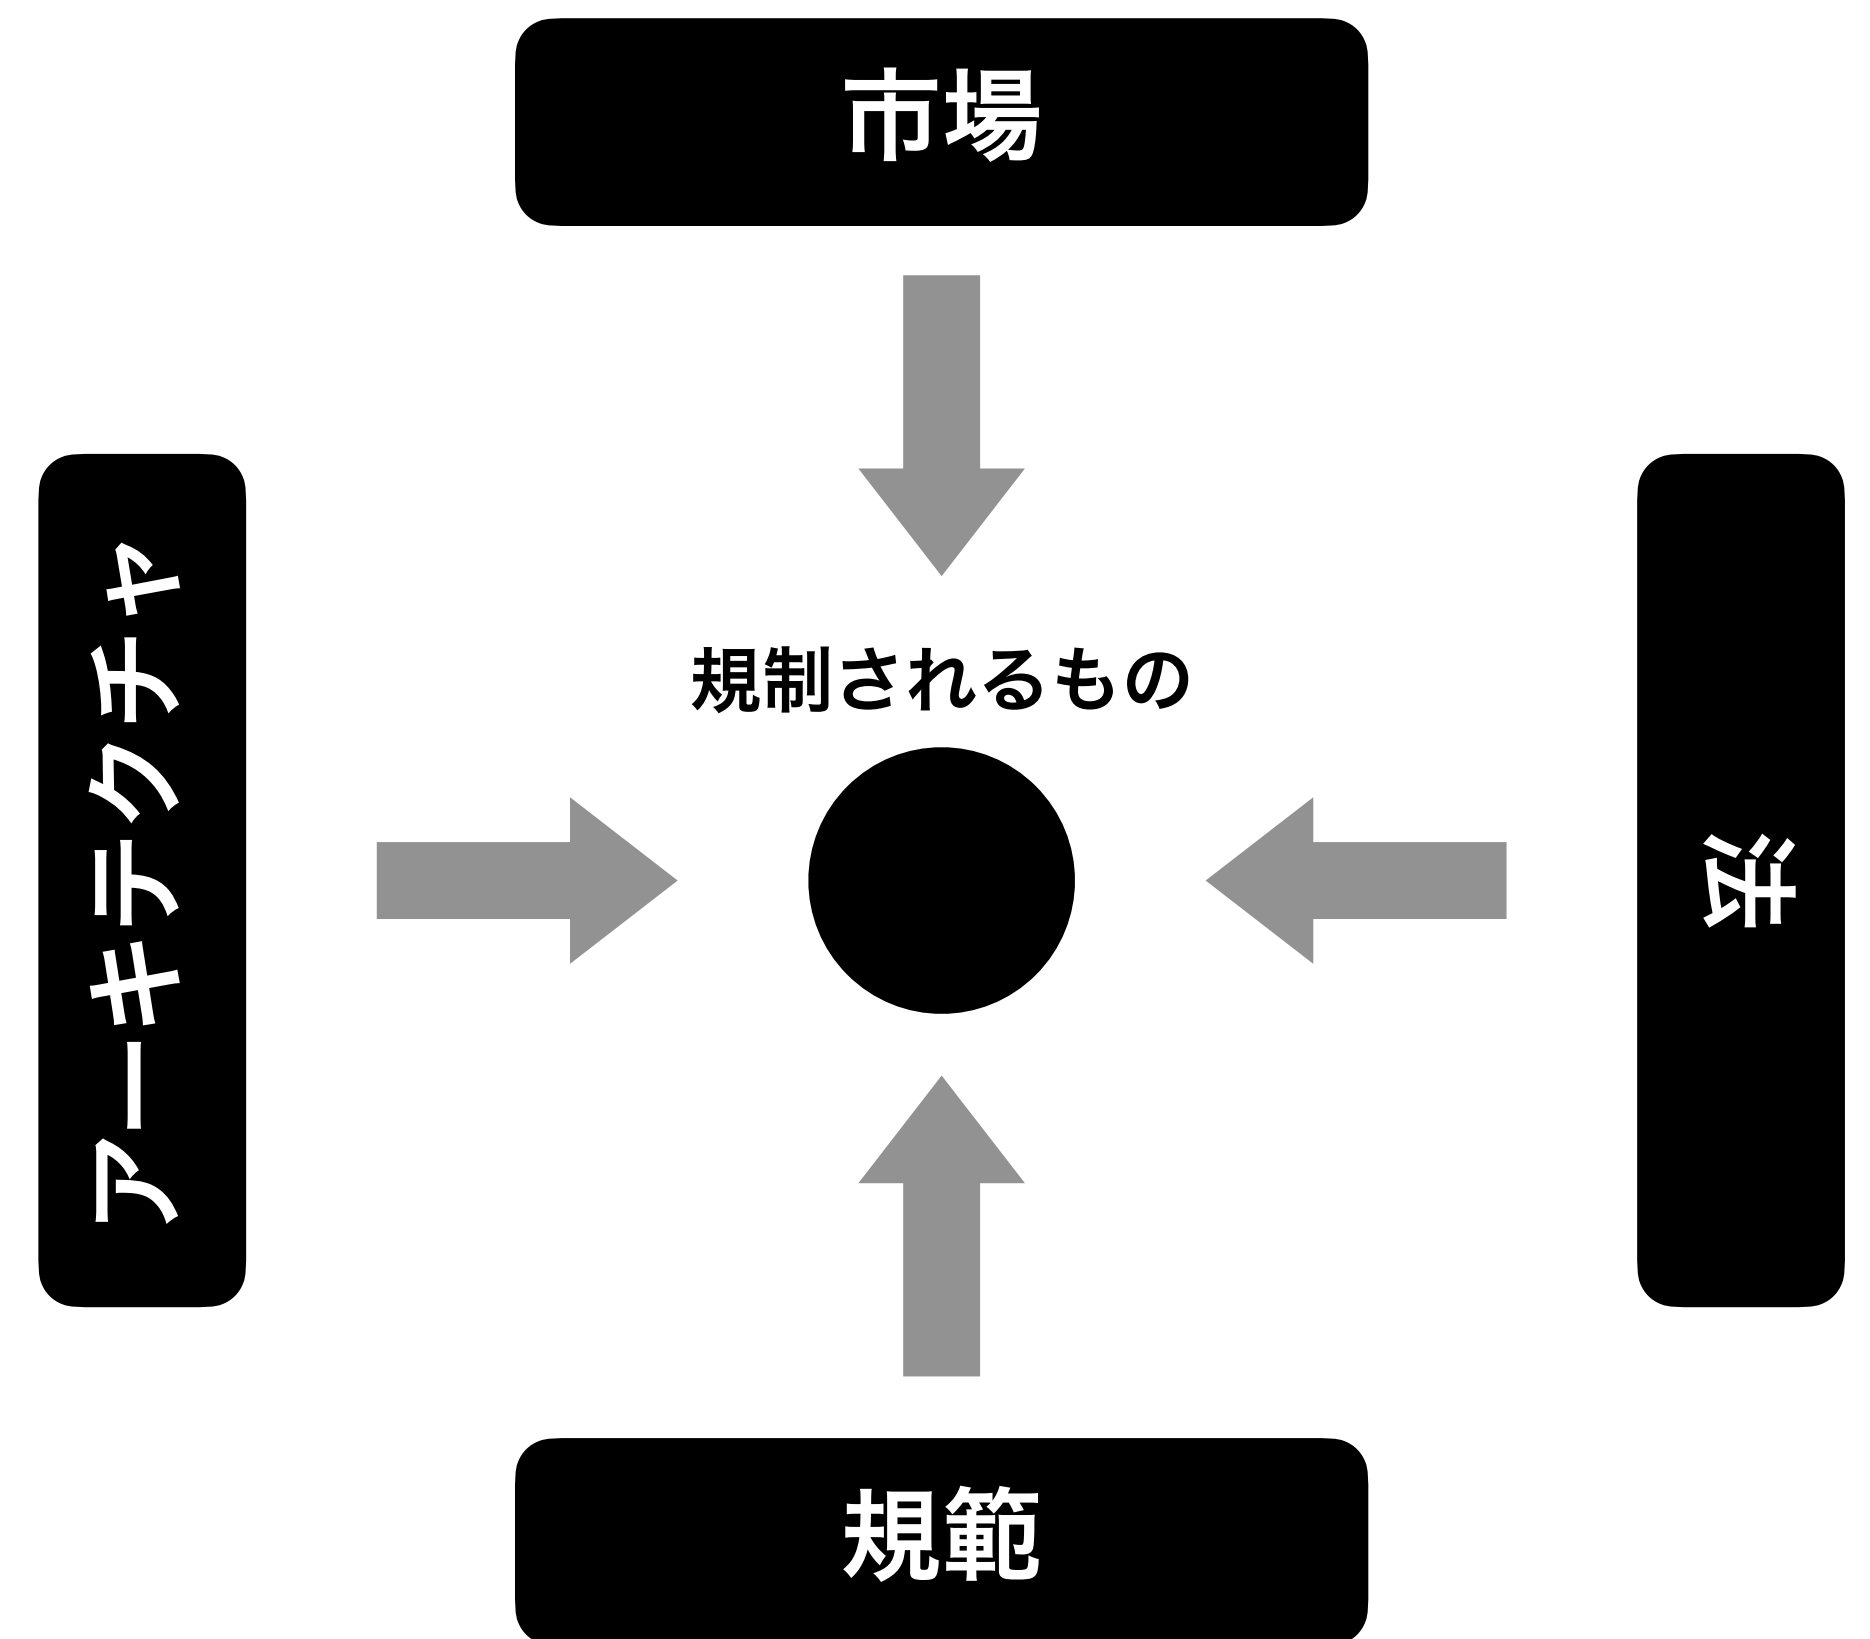 市場
規制されるもの
アーキテクチャ
法
規範